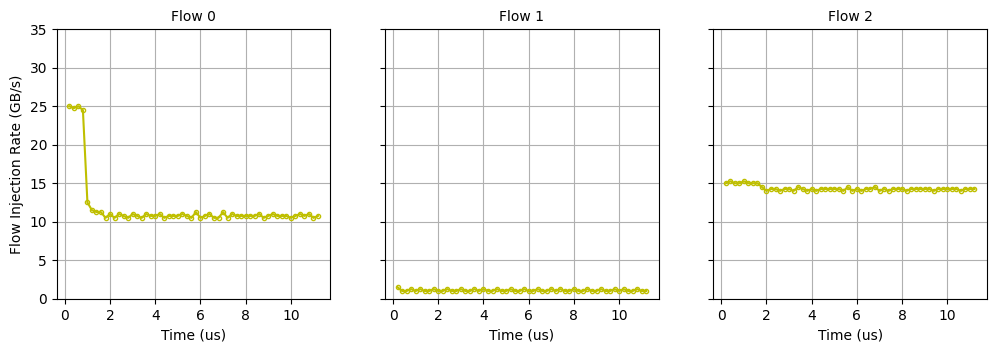 Flow 0
Flow 1
Flow 2
Flow Injection Rate (GB/s)
35
30
25
20
15
10
5
0
0 2 4 6 8 10
0 2 4 6 8 10
0 2 4 6 8 10
Time (us)
Time (us)
Time (us)